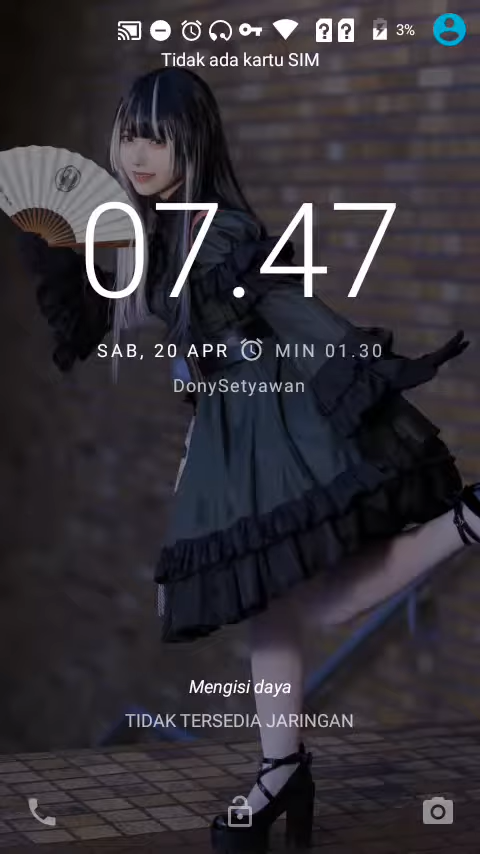 3%
Tidak ada kartu SIM
07.47
SAB, 20 APR MIN 01.30
DonySetyawan
Mengisi daya
TIDAK TERSEDIA JARINGAN